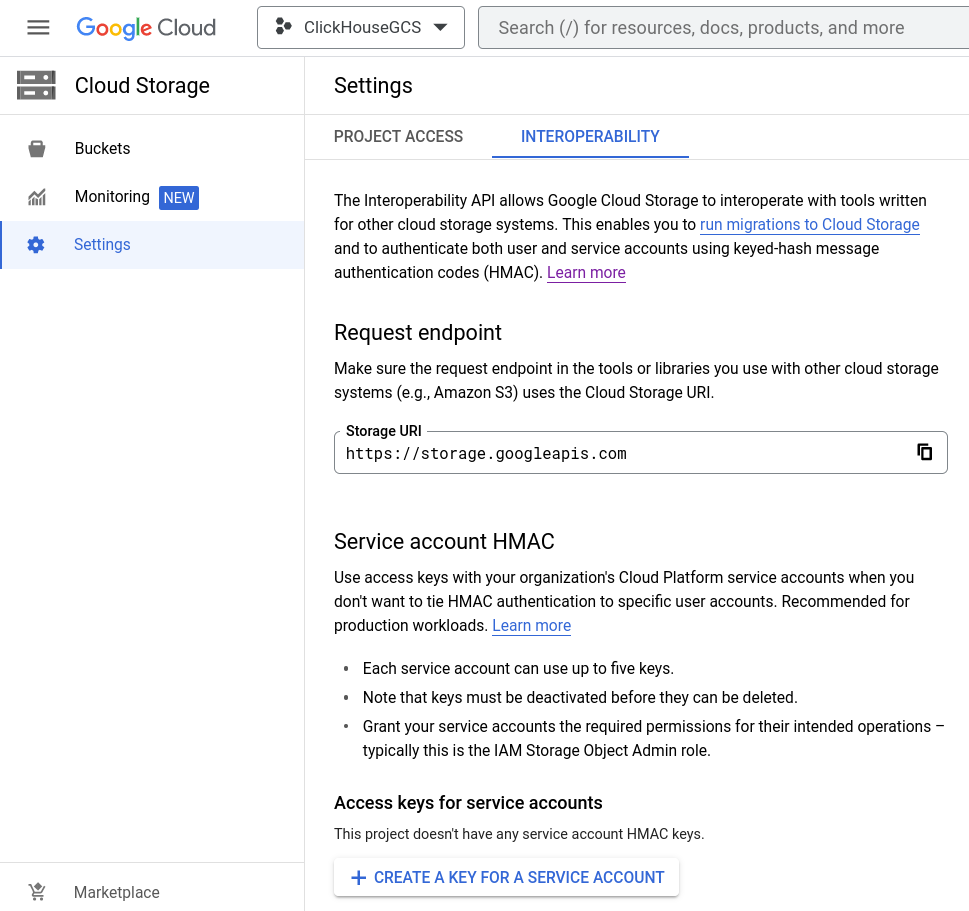 Google Cloud
ClickHouseGCS
Search (/) for resources, docs, products, and more
Cloud Storage
Buckets
Monitoring NEW
Settings
Marketplace
Settings
PROJECT ACCESS
INTEROPERABILITY
The Interoperability API allows Google Cloud Storage to interoperate with tools written
for other cloud storage systems. This enables you to run migrations to Cloud Storage
and to authenticate both user and service accounts using keyed-hash message
authentication codes (HMAC). Learn more
Request endpoint
Make sure the request endpoint in the tools or libraries you use with other cloud storage
systems (e.g., Amazon S3) uses the Cloud Storage URI.
Storage URI
https://storage.googleapis.com
Service account HMAC
Use access keys with your organization's Cloud Platform service accounts when you
don't want to tie HMAC authentication to specific user accounts. Recommended for
production workloads. Learn more
• Each service account can use up to five keys.
• Note that keys must be deactivated before they can be deleted.
• Grant your service accounts the required permissions for their intended operations –
typically this is the IAM Storage Object Admin role.
Access keys for service accounts
This project doesn't have any service account HMAC keys.
+ CREATE A KEY FOR A SERVICE ACCOUNT